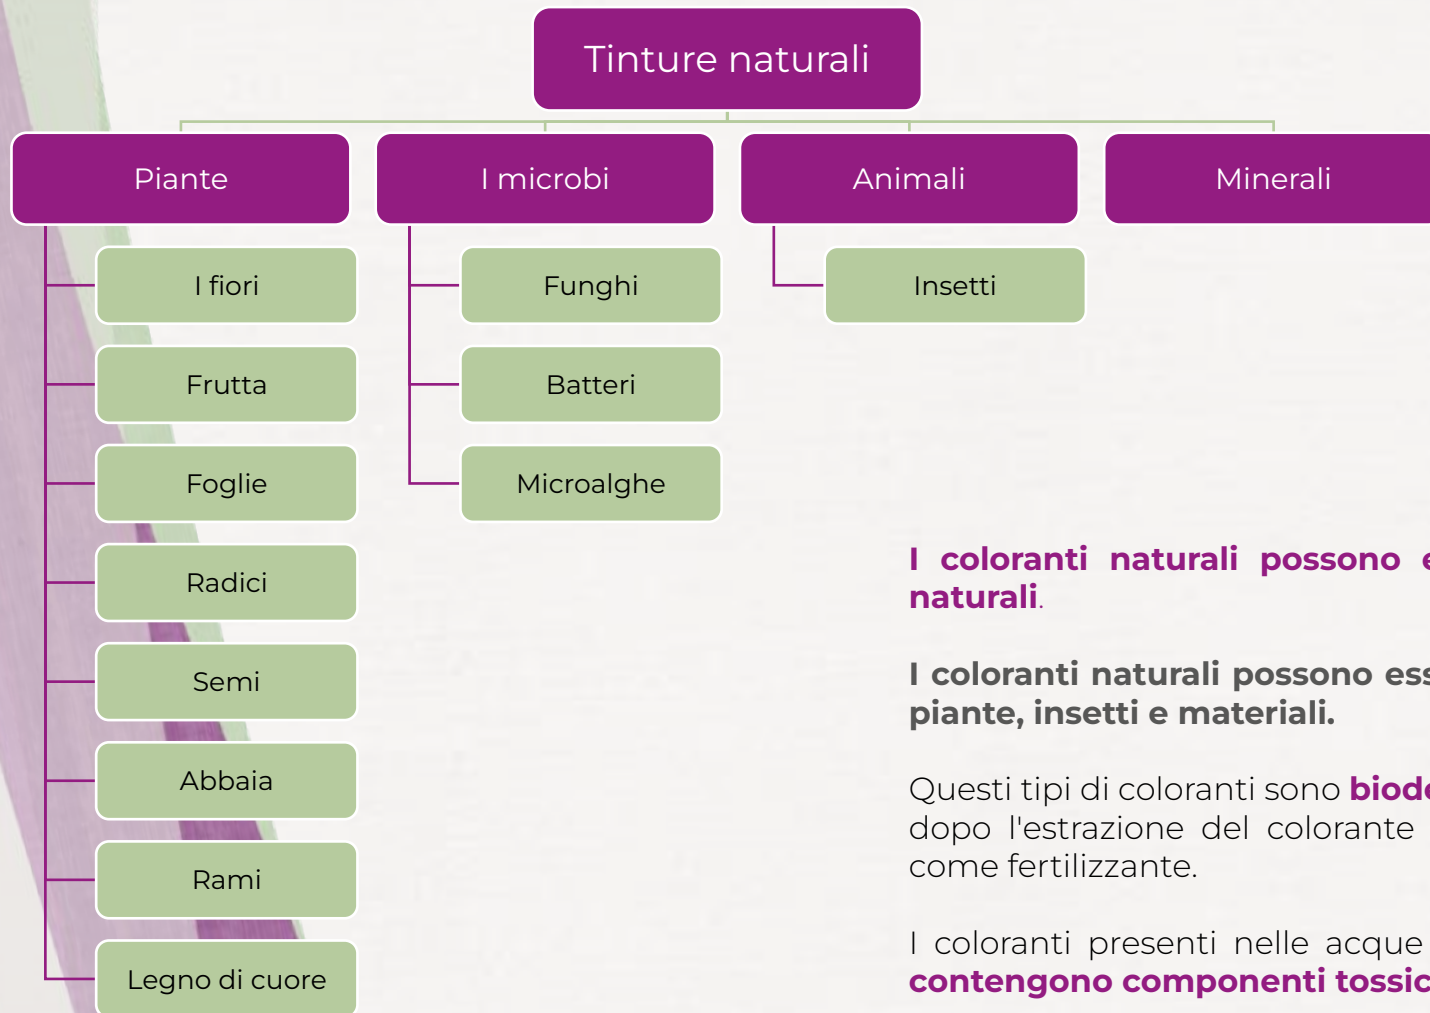 Tinture naturali
Piante
I microbi
Animali
Minerali
I fiori
Frutta
Foglie
Radici
Semi
Abbaia
Rami
Legno di cuore
Funghi
Batteri
Microalghe
Insetti
I coloranti naturali possono
naturali.
I coloranti naturali possono
piante, insetti e materiali.
Questi tipi di coloranti sono
dopo l'estrazione del colorante
come fertilizzante.
I coloranti presenti nelle acque
contengono componenti